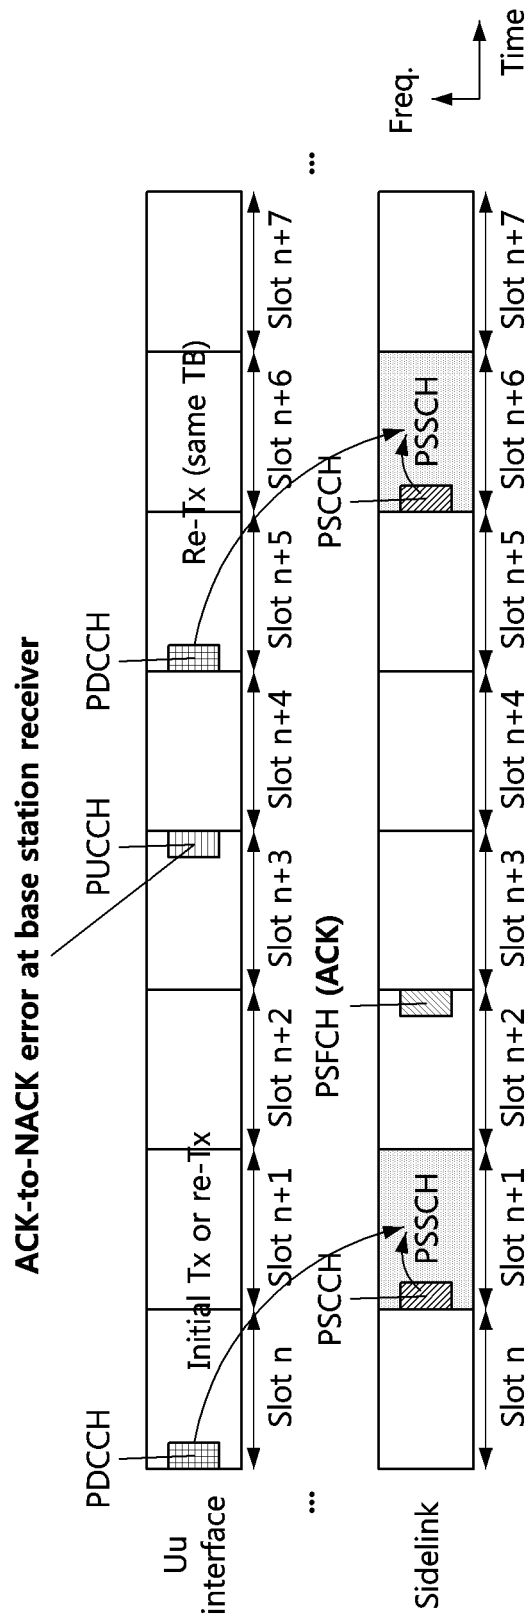 ACK-to-NACK error at base station receiver
PDCCH
PUCCH
PDCCH
Uu
interface
Initial Tx or re-Tx
Re-Tx (same TB)
Slot n
Slot n+1
Slot n+2
Slot n+3
Slot n+4
Slot n+5
Slot n+6
Slot n+7
...
...
PSCCH
PSFCH (ACK)
PSCCH
Sidelink
PSSCH
PSSCH
Slot n
Slot n+1
Slot n+2
Slot n+3
Slot n+4
Slot n+5
Slot n+6
Slot n+7
Freq.
Time